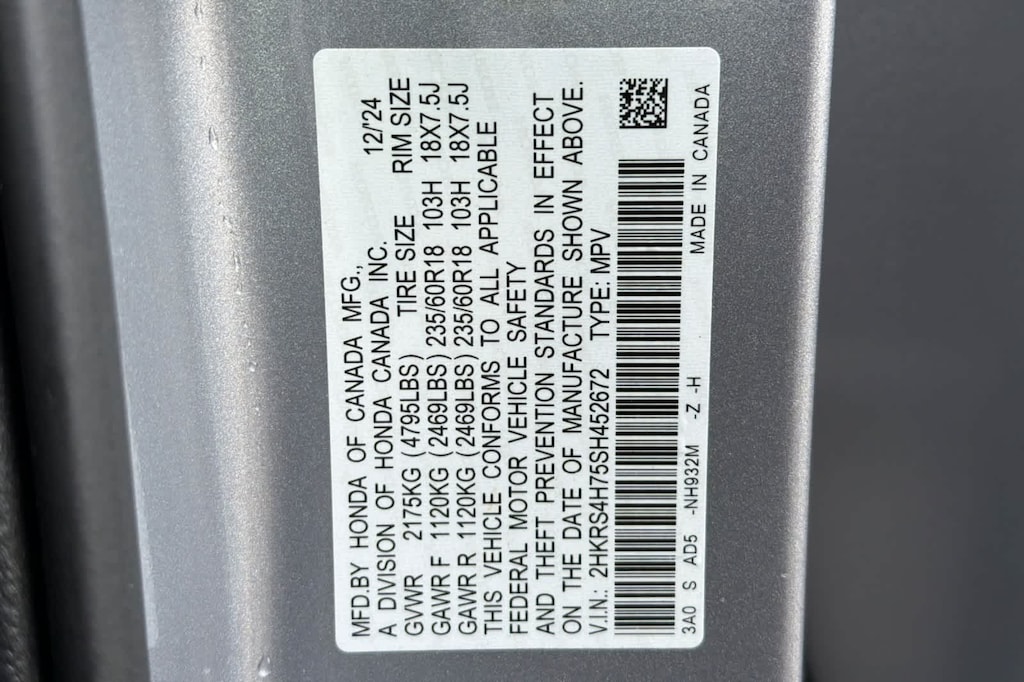 MFD.BY HONDA OF CANADA MFG., 12/'24
A DIVISION OF HONDA CANADA INC.
GVWR 2175KG (4795LBS) TIRE SIZE RIM SIZE
GAWR F 1120KG (2469LBS) 235/60R18 103H 18X7.5J
GAWR R 1120KG (2469LBS) 235/60R18 103H 18X7.5J
THIS VEHICLE CONFORMS TO ALL APPLICABLE
FEDERAL MOTOR VEHICLE SAFETY
AND THEFT PREVENTION STANDARDS IN EFFECT
ON THE DATE OF MANUFACTURE SHOWN ABOVE.
V.I.N.: 2HKRS4H75SH452672 TYPE: MPV
3A0 S AD5 -NH932M -Z -H MADE IN CANADA